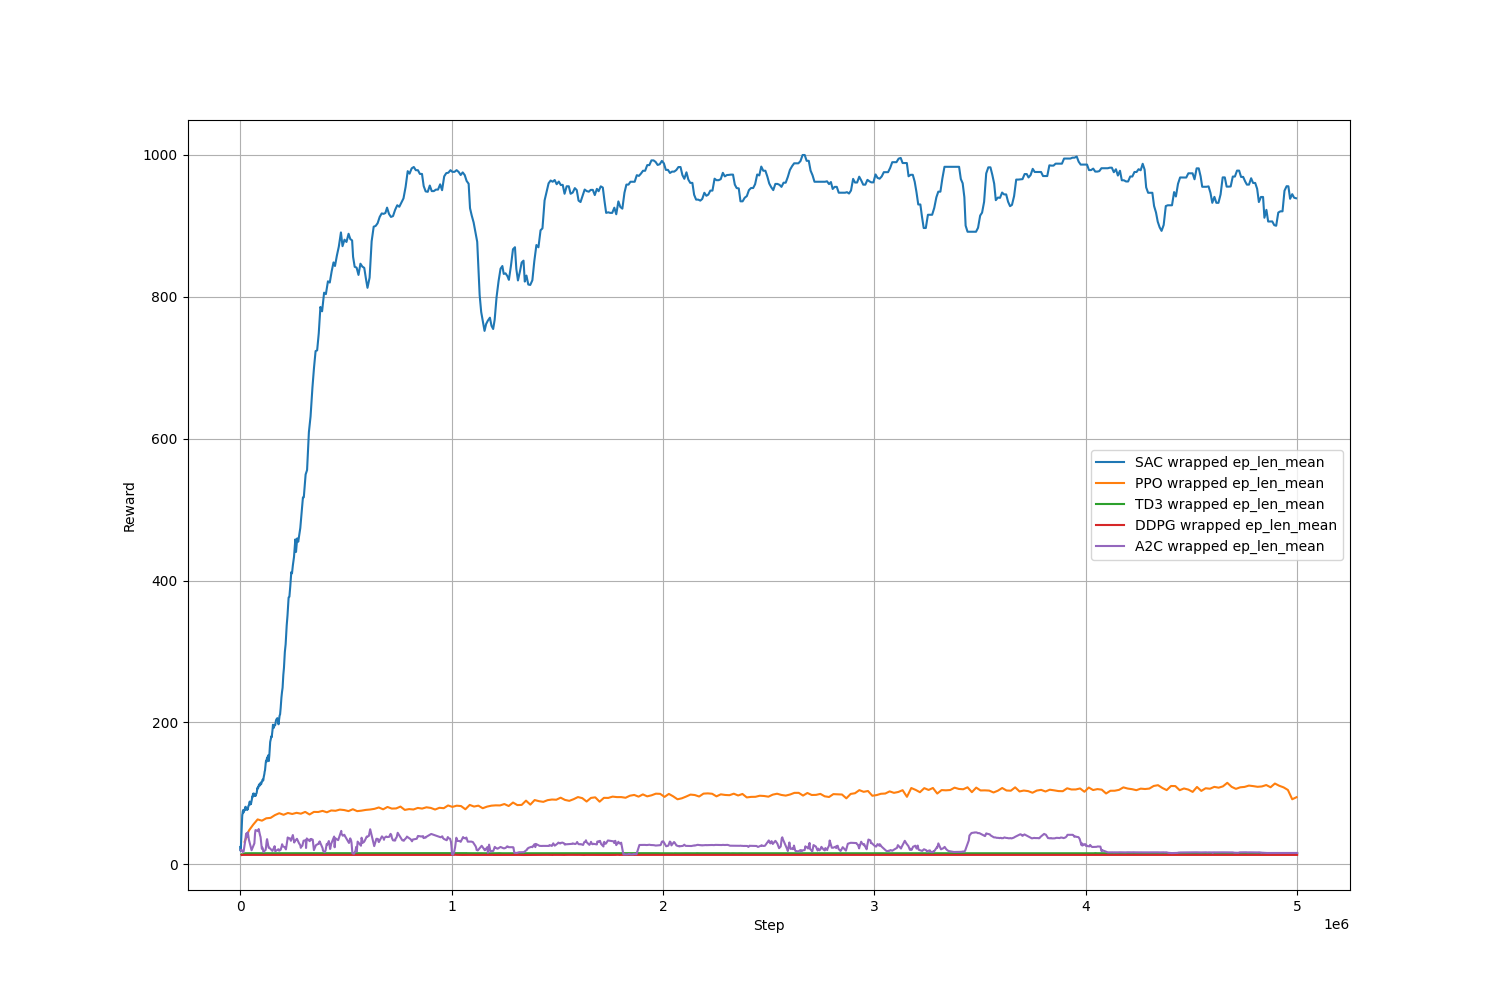 1000
800
600
400
200
0
Reward
SAC wrapped ep_len_mean
PPO wrapped ep_len_mean
TD3 wrapped ep_len_mean
DDPG wrapped ep_len_mean
A2C wrapped ep_len_mean
0 1 2 3 4 5
1e6
Step